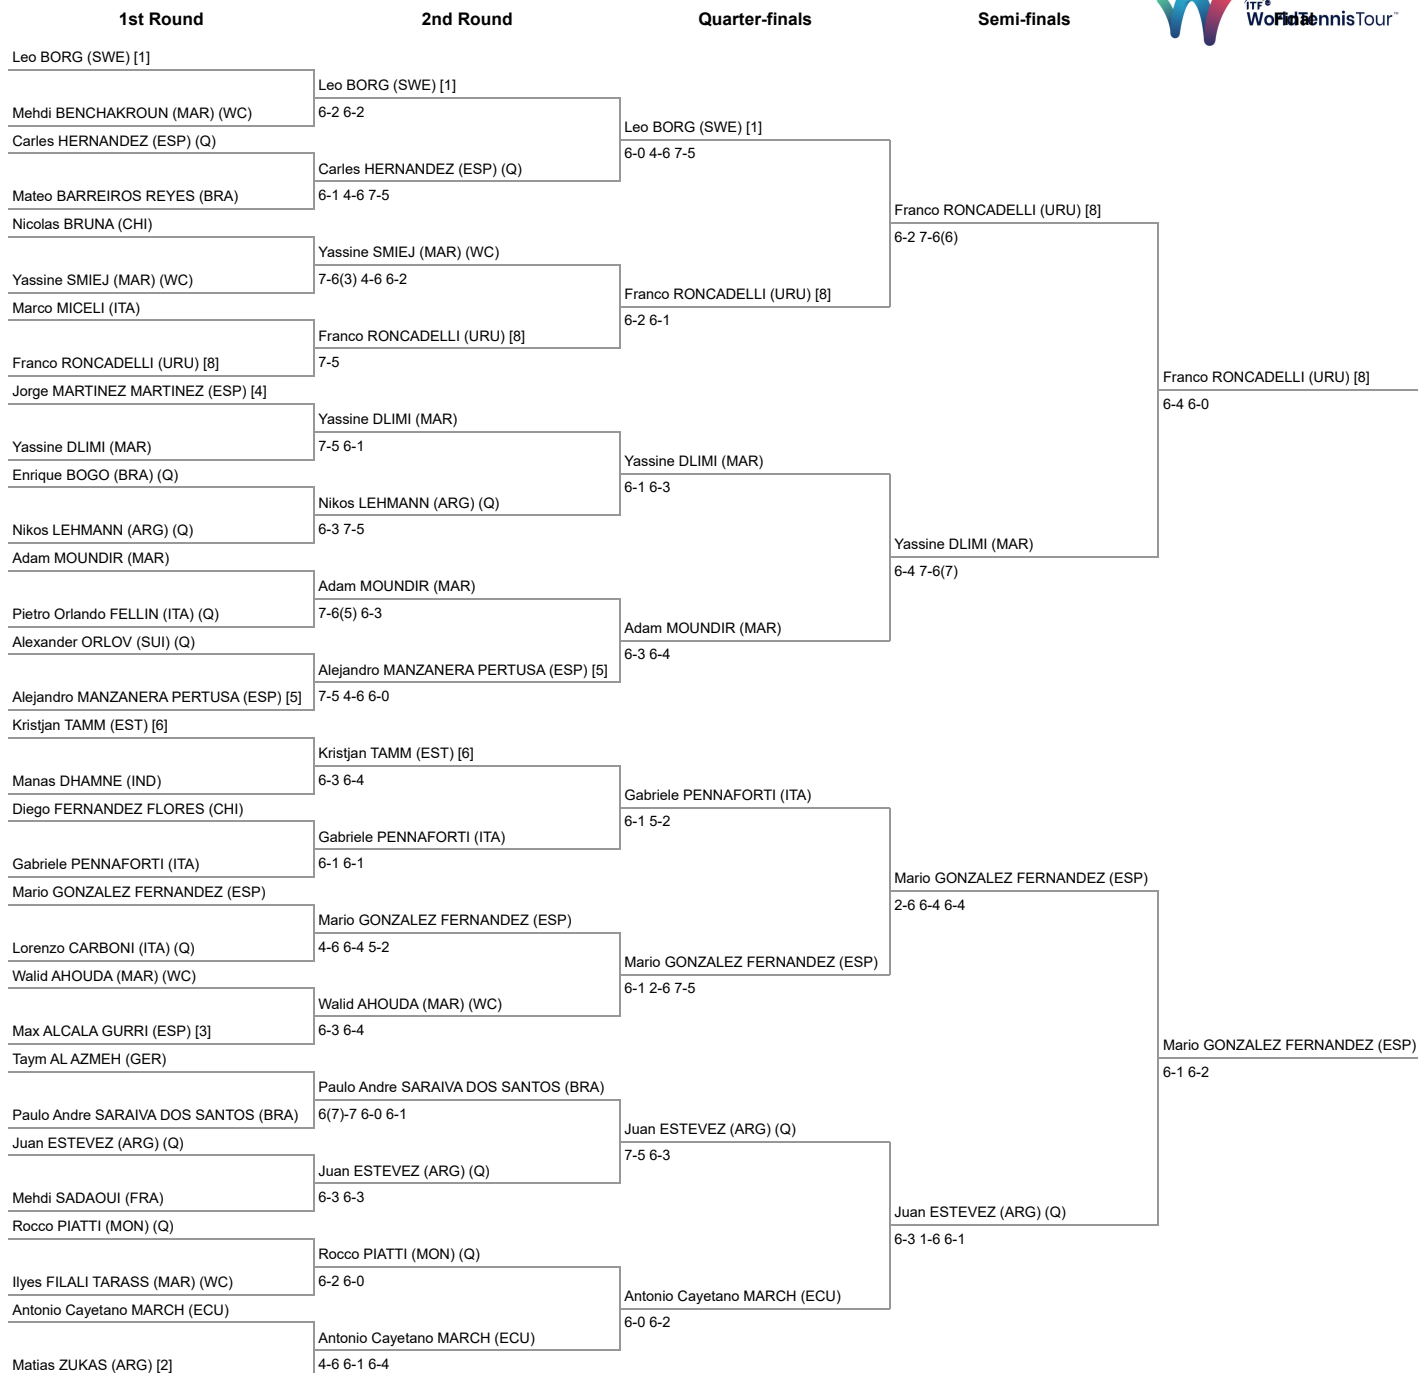 1st Round
2nd Round
Quarter-finals
Semi-finals
Final
ITF
World Tennis Tour
Leo BORG (SWE) [1]
Mehdi BENCHAKROUN (MAR) (WC)
Carles HERNANDEZ (ESP) (Q)
Mateo BARREIROS REYES (BRA)
Nicolas BRUNA (CHI)
Yassine SMIEJ (MAR) (WC)
Marco MICELI (ITA)
Franco RONCADELLI (URU) [8]
Jorge MARTINEZ MARTINEZ (ESP) [4]
Yassine DLIMI (MAR)
Enrique BOGO (BRA) (Q)
Nikos LEHMANN (ARG) (Q)
Adam MOUNDIR (MAR)
Pietro Orlando FELLIN (ITA) (Q)
Alexander ORLOV (SUI) (Q)
Alejandro MANZANERA PERTUSA (ESP) [5]
Kristjan TAMM (EST) [6]
Manas DHAMNE (IND)
Diego FERNANDEZ FLORES (CHI)
Gabriele PENNAFORTI (ITA)
Mario GONZALEZ FERNANDEZ (ESP)
Lorenzo CARBONI (ITA) (Q)
Walid AHOUDA (MAR) (WC)
Max ALCALA GURRI (ESP) [3]
Taym AL AZMEH (GER)
Paulo Andre SARAIVA DOS SANTOS (BRA)
Juan ESTEVEZ (ARG) (Q)
Mehdi SADAOUI (FRA)
Rocco PIATTI (MON) (Q)
Ilyes FILALI TARASS (MAR) (WC)
Antonio Cayetano MARCH (ECU)
Matias ZUKAS (ARG) [2]
Leo BORG (SWE) [1]
6-2 6-2
Carles HERNANDEZ (ESP) (Q)
6-1 4-6 7-5
Yassine SMIEJ (MAR) (WC)
7-6(3) 4-6 6-2
Franco RONCADELLI (URU) [8]
7-5
Yassine DLIMI (MAR)
7-5 6-1
Nikos LEHMANN (ARG) (Q)
6-3 7-5
Adam MOUNDIR (MAR)
7-6(5) 6-3
Alejandro MANZANERA PERTUSA (ESP) [5]
7-5 4-6 6-0
Kristjan TAMM (EST) [6]
6-3 6-4
Gabriele PENNAFORTI (ITA)
6-1 6-1
Mario GONZALEZ FERNANDEZ (ESP)
4-6 6-4 5-2
Walid AHOUDA (MAR) (WC)
6-3 6-4
Paulo Andre SARAIVA DOS SANTOS (BRA)
6(7)-7 6-0 6-1
Juan ESTEVEZ (ARG) (Q)
6-3 6-3
Rocco PIATTI (MON) (Q)
6-2 6-0
Antonio Cayetano MARCH (ECU)
4-6 6-1 6-4
Leo BORG (SWE) [1]
6-0 4-6 7-5
Franco RONCADELLI (URU) [8]
6-2 6-1
Yassine DLIMI (MAR)
6-1 6-3
Adam MOUNDIR (MAR)
6-3 6-4
Gabriele PENNAFORTI (ITA)
6-1 5-2
Mario GONZALEZ FERNANDEZ (ESP)
6-1 2-6 7-5
Juan ESTEVEZ (ARG) (Q)
7-5 6-3
Antonio Cayetano MARCH (ECU)
6-0 6-2
Franco RONCADELLI (URU) [8]
6-2 7-6(6)
Yassine DLIMI (MAR)
6-4 7-6(7)
Mario GONZALEZ FERNANDEZ (ESP)
2-6 6-4 6-4
Juan ESTEVEZ (ARG) (Q)
6-3 1-6 6-1
Franco RONCADELLI (URU) [8]
6-4 6-0
Mario GONZALEZ FERNANDEZ (ESP)
6-1 6-2